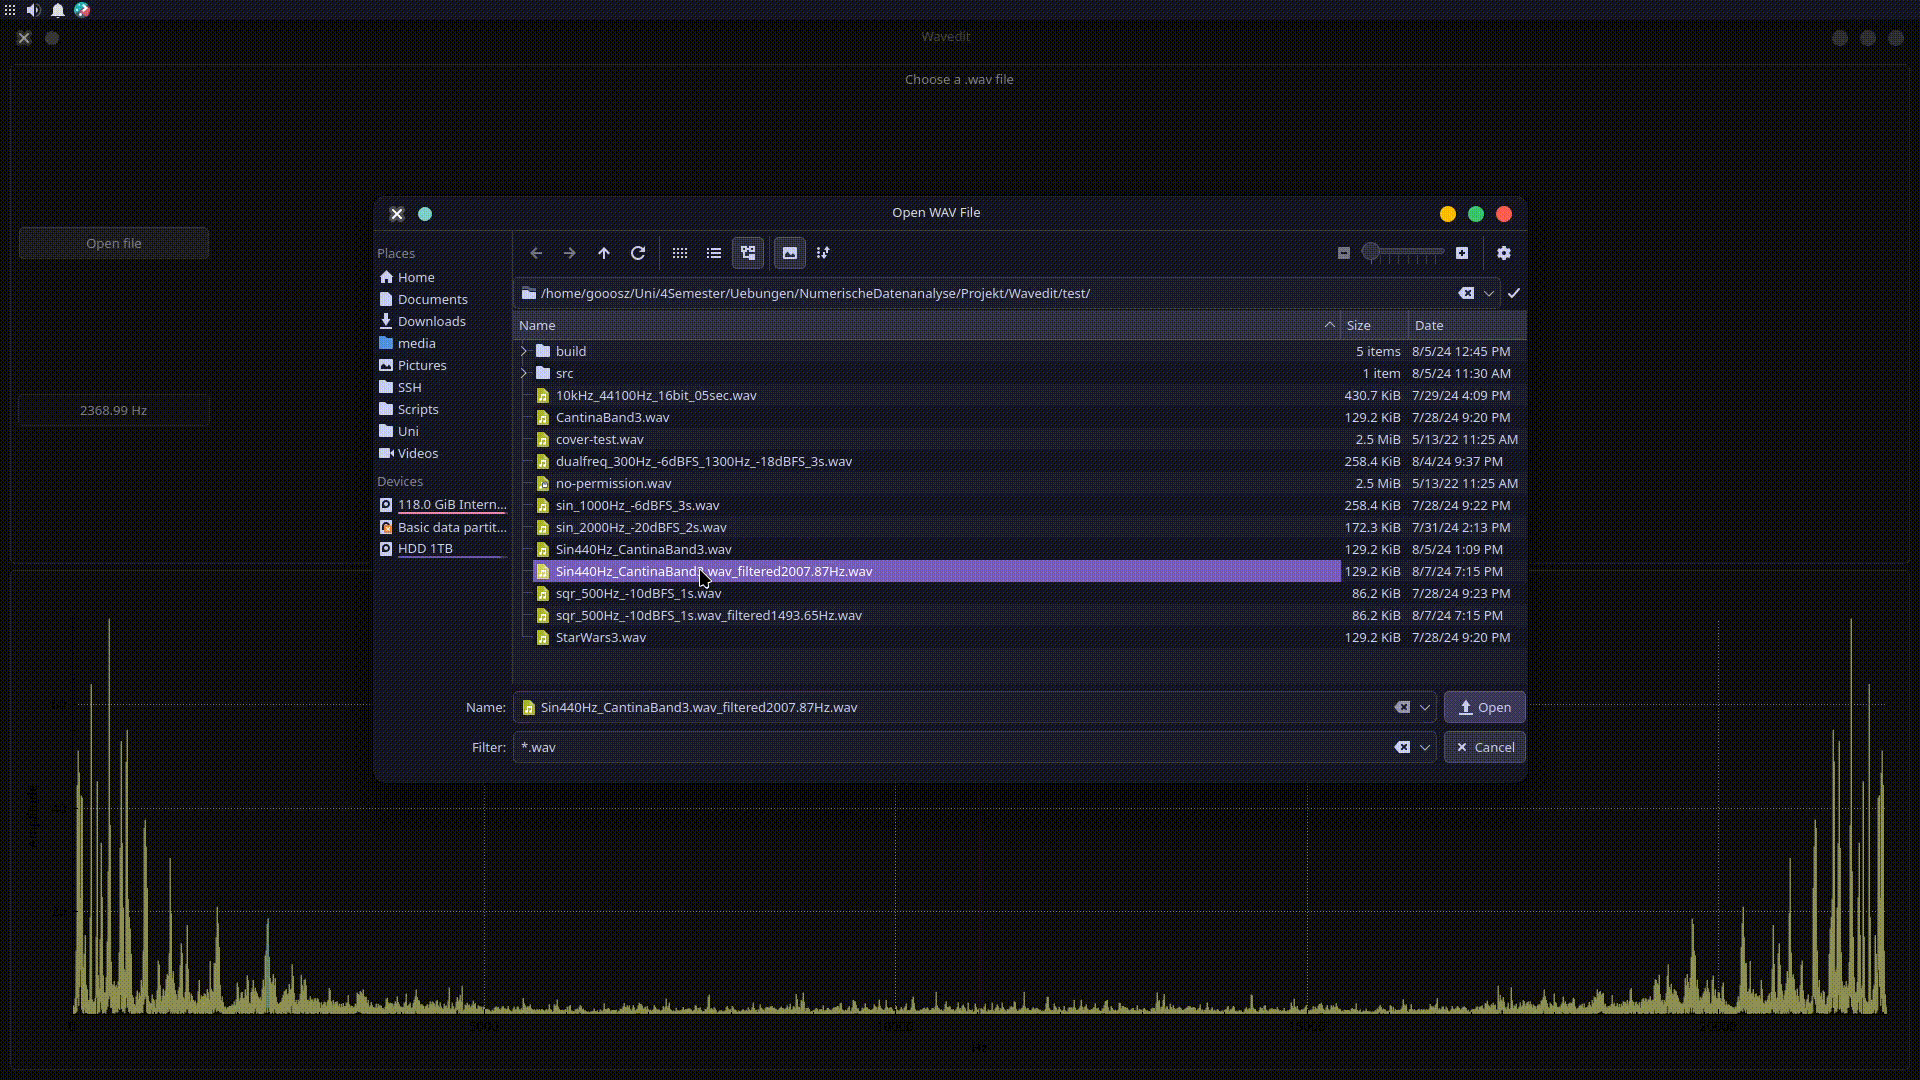 Wavedit
Choose a .wav file
Open file
2368.99 Hz
Open WAV File
Places
Home
Documents
Downloads
media
Pictures
SSH
Scripts
Uni
Videos
Devices
118.0 GiB Intern...
Basic data partit...
HDD 1TB
/home/gooosz/Uni/4Semester/Uebungen/NumerischeDatenanalyse/Projekt/Wavedit/test/
Name Size Date
build 5 items 8/5/24 12:45 PM
src 1 item 8/5/24 11:30 AM
10kHz_44100Hz_16bit_05sec.wav 430.7 KiB 7/29/24 4:09 PM
CantinaBand3.wav 129.2 KiB 7/28/24 9:20 PM
cover-test.wav 2.5 MiB 5/13/22 11:25 AM
dualfreq_300Hz_-6dBFS_1300Hz_-18dBFS_3s.wav 258.4 KiB 8/4/24 9:37 PM
no-permission.wav 2.5 MiB 5/13/22 11:25 AM
sin_1000Hz_-6dBFS_3s.wav 258.4 KiB 7/28/24 9:22 PM
sin_2000Hz_-20dBFS_2s.wav 172.3 KiB 7/31/24 2:13 PM
Sin440Hz_CantinaBand3.wav 129.2 KiB 8/5/24 1:09 PM
Sin440Hz_CantinaBand3.wav_filtered2007.87Hz.wav 129.2 KiB 8/7/24 7:15 PM
sqr_500Hz_-10dBFS_1s.wav 86.2 KiB 7/28/24 9:23 PM
sqr_500Hz_-10dBFS_1s.wav_filtered1493.65Hz.wav 86.2 KiB 8/7/24 7:15 PM
StarWars3.wav 129.2 KiB 7/28/24 9:20 PM
Name: Sin440Hz_CantinaBand3.wav_filtered2007.87Hz.wav Open
Filter: *.wav Cancel
Amplitude
5000 10000 15000 20000
Hz